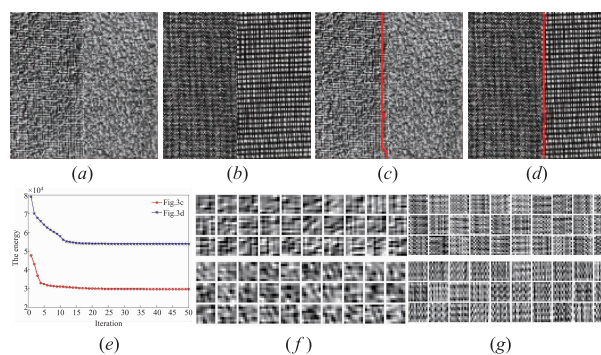 (a) (b) (c) (d)
×10⁴
8
7
6
5
4
3
2
The energy
Fig.3c
Fig.3d
0 5 10 15 20 25 30 35 40 45 50
Iteration
(e) (f) (g)